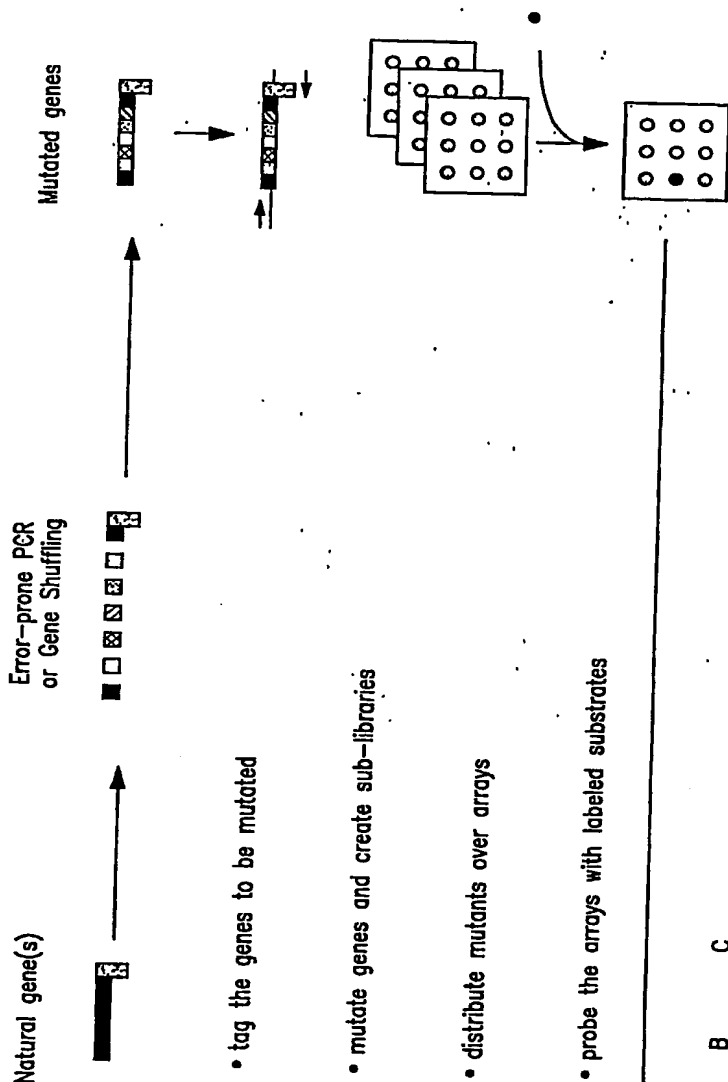 Natural gene(s)
Error-prone PCR
or Gene Shuffling
Mutated genes
• tag the genes to be mutated
• mutate genes and create sub-libraries
• distribute mutants over arrays
• probe the arrays with labeled substrates
B C